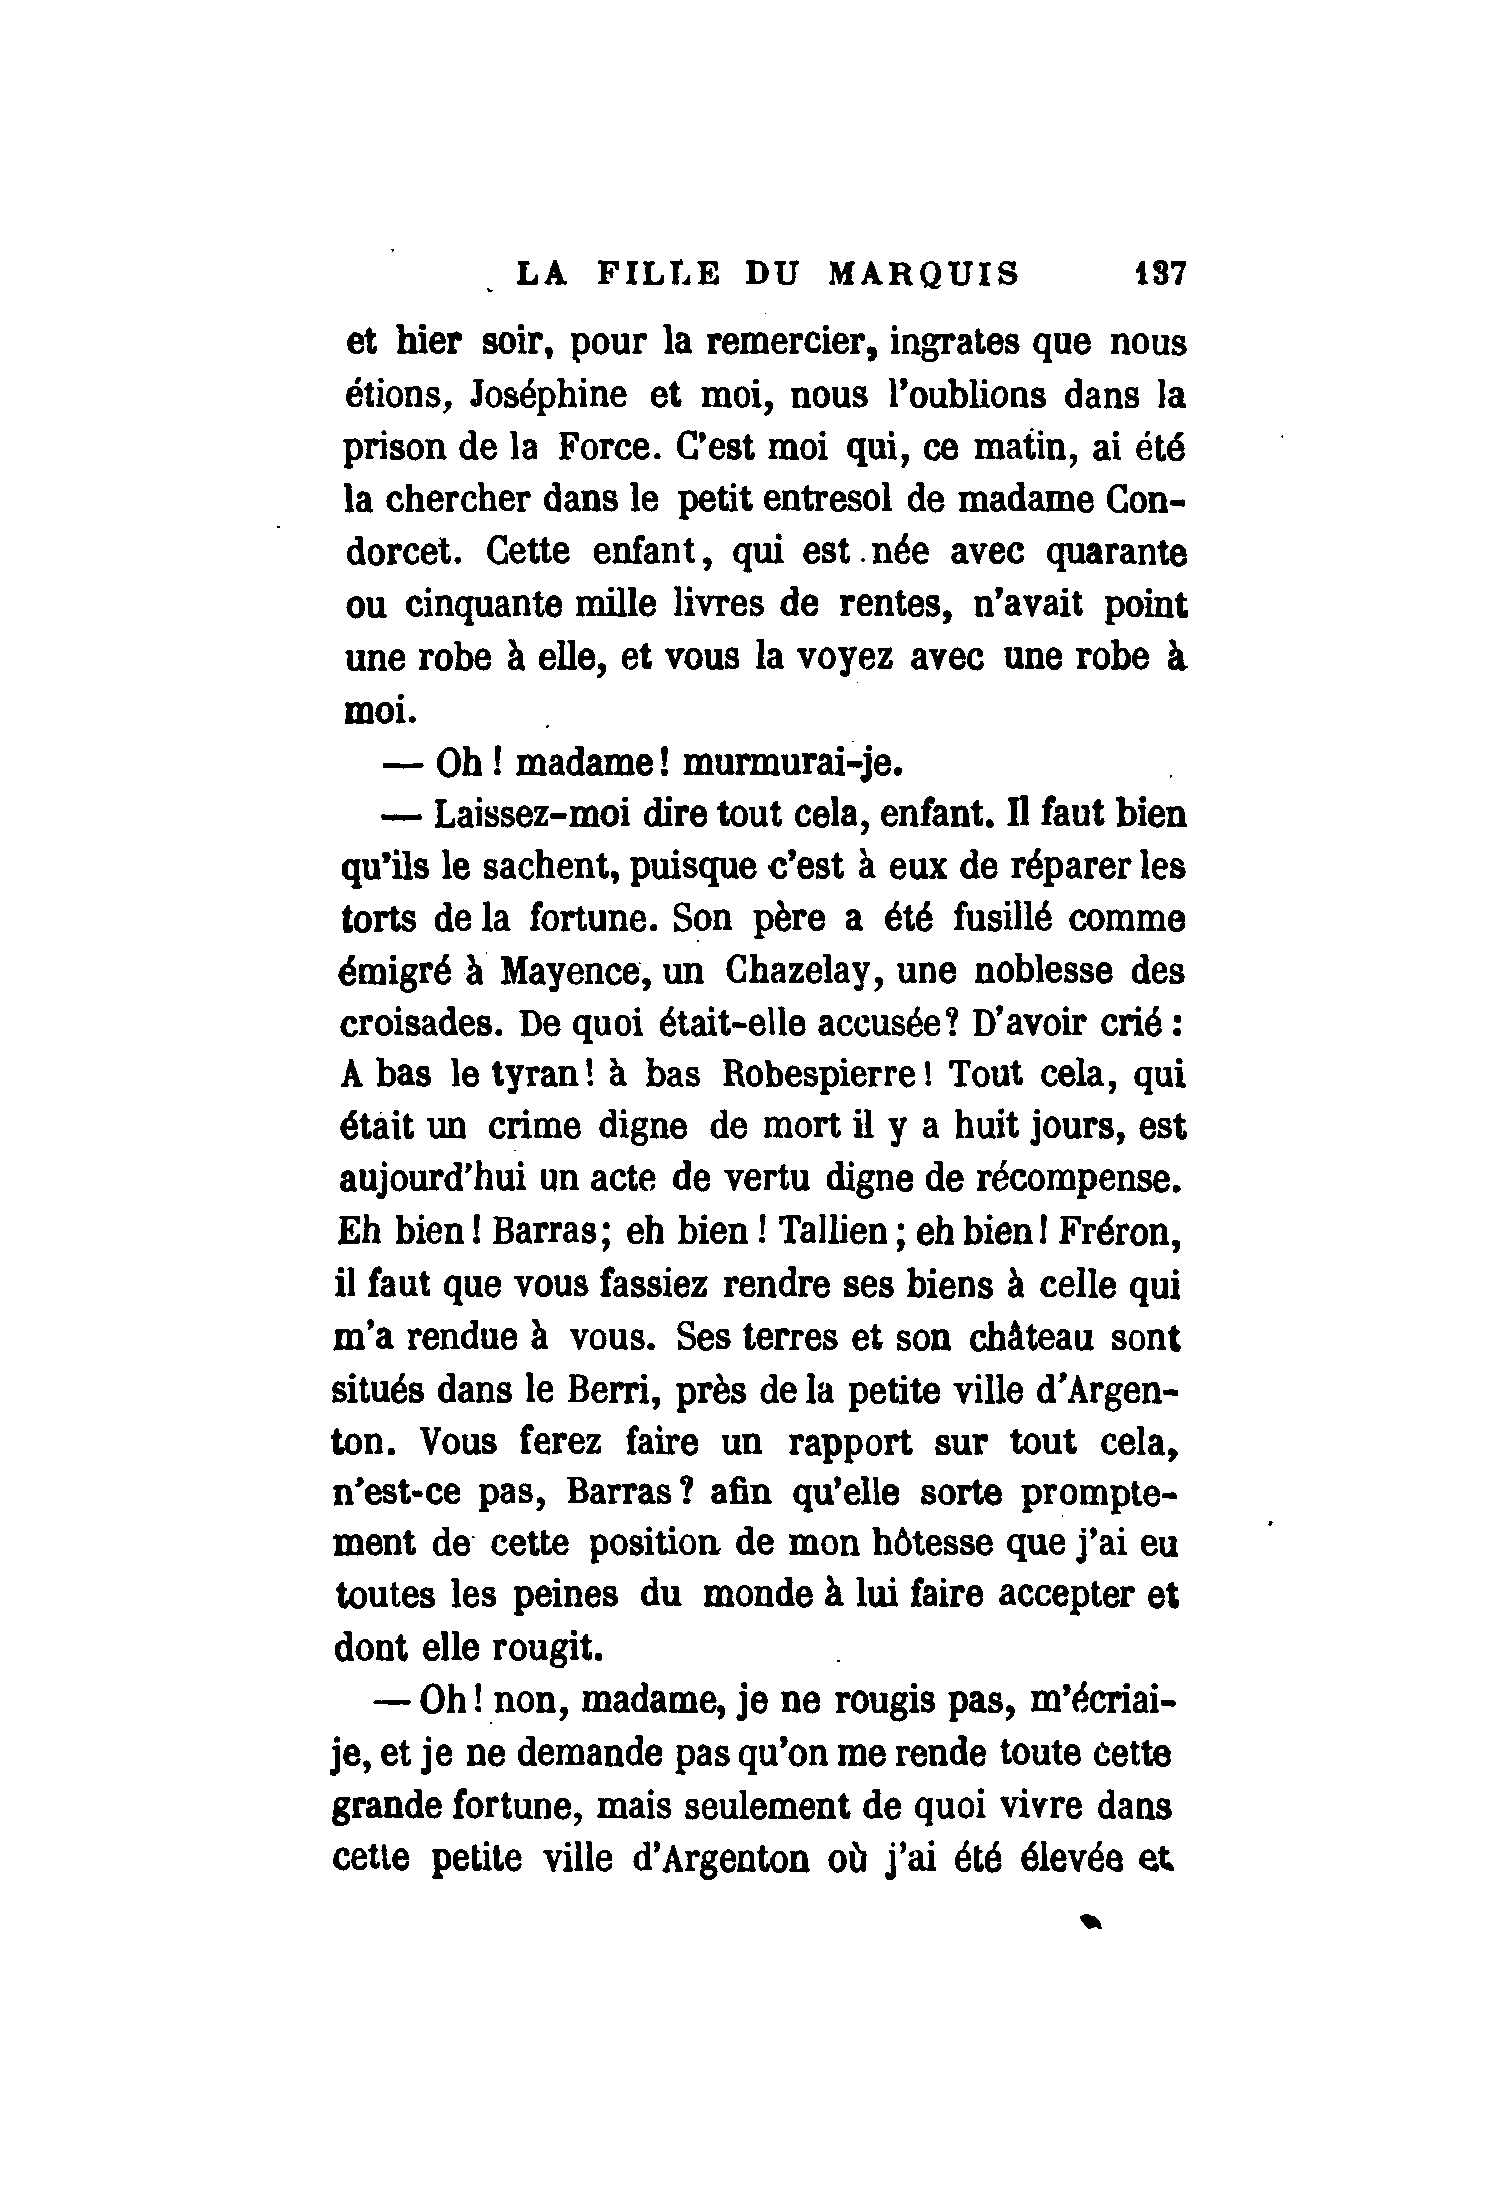 LA FILLE DU MARQUIS 137
et hier soir, pour la remercier, ingrates que nous
étions, Joséphine et moi, nous l'oublions dans la
prison de la Force. C'est moi qui, ce matin, ai été
la chercher dans le petit entresol de madame Con-
dorcet. Cette enfant, qui est née avec quarante
ou cinquante mille livres de rentes, n'avait point
une robe à elle, et vous la voyez avec une robe à
moi.
— Oh ! madame! murmurai-je.
— Laissez-moi dire tout cela, enfant. Il faut bien
qu'ils le sachent, puisque c'est à eux de réparer les
torts de la fortune. Son père a été fusillé comme
émigré à Mayence, un Chazelay, une noblesse des
croisades. De quoi était-elle accusée? D'avoir crié :
A bas le tyran! à bas Robespierre! Tout cela, qui
était un crime digne de mort il y a huit jours, est
aujourd'hui un acte de vertu digne de récompense.
Eh bien! Barras; eh bien ! Tallien ; eh bien! Fréron,
il faut que vous fassiez rendre ses biens à celle qui
m'a rendue à vous. Ses terres et son château sont
situés dans le Berri, près de la petite ville d'Argen-
ton. Vous ferez faire un rapport sur tout cela,
n'est-ce pas, Barras? afin qu'elle sorte prompte-
ment de cette position de mon hôtesse que j'ai eu
toutes les peines du monde à lui faire accepter et
dont elle rougit.
— Oh! non, madame, je ne rougis pas, m'écriai-
je, et je ne demande pas qu'on me rende toute cette
grande fortune, mais seulement de quoi vivre dans
cette petite ville d'Argenton où j'ai été élevée et